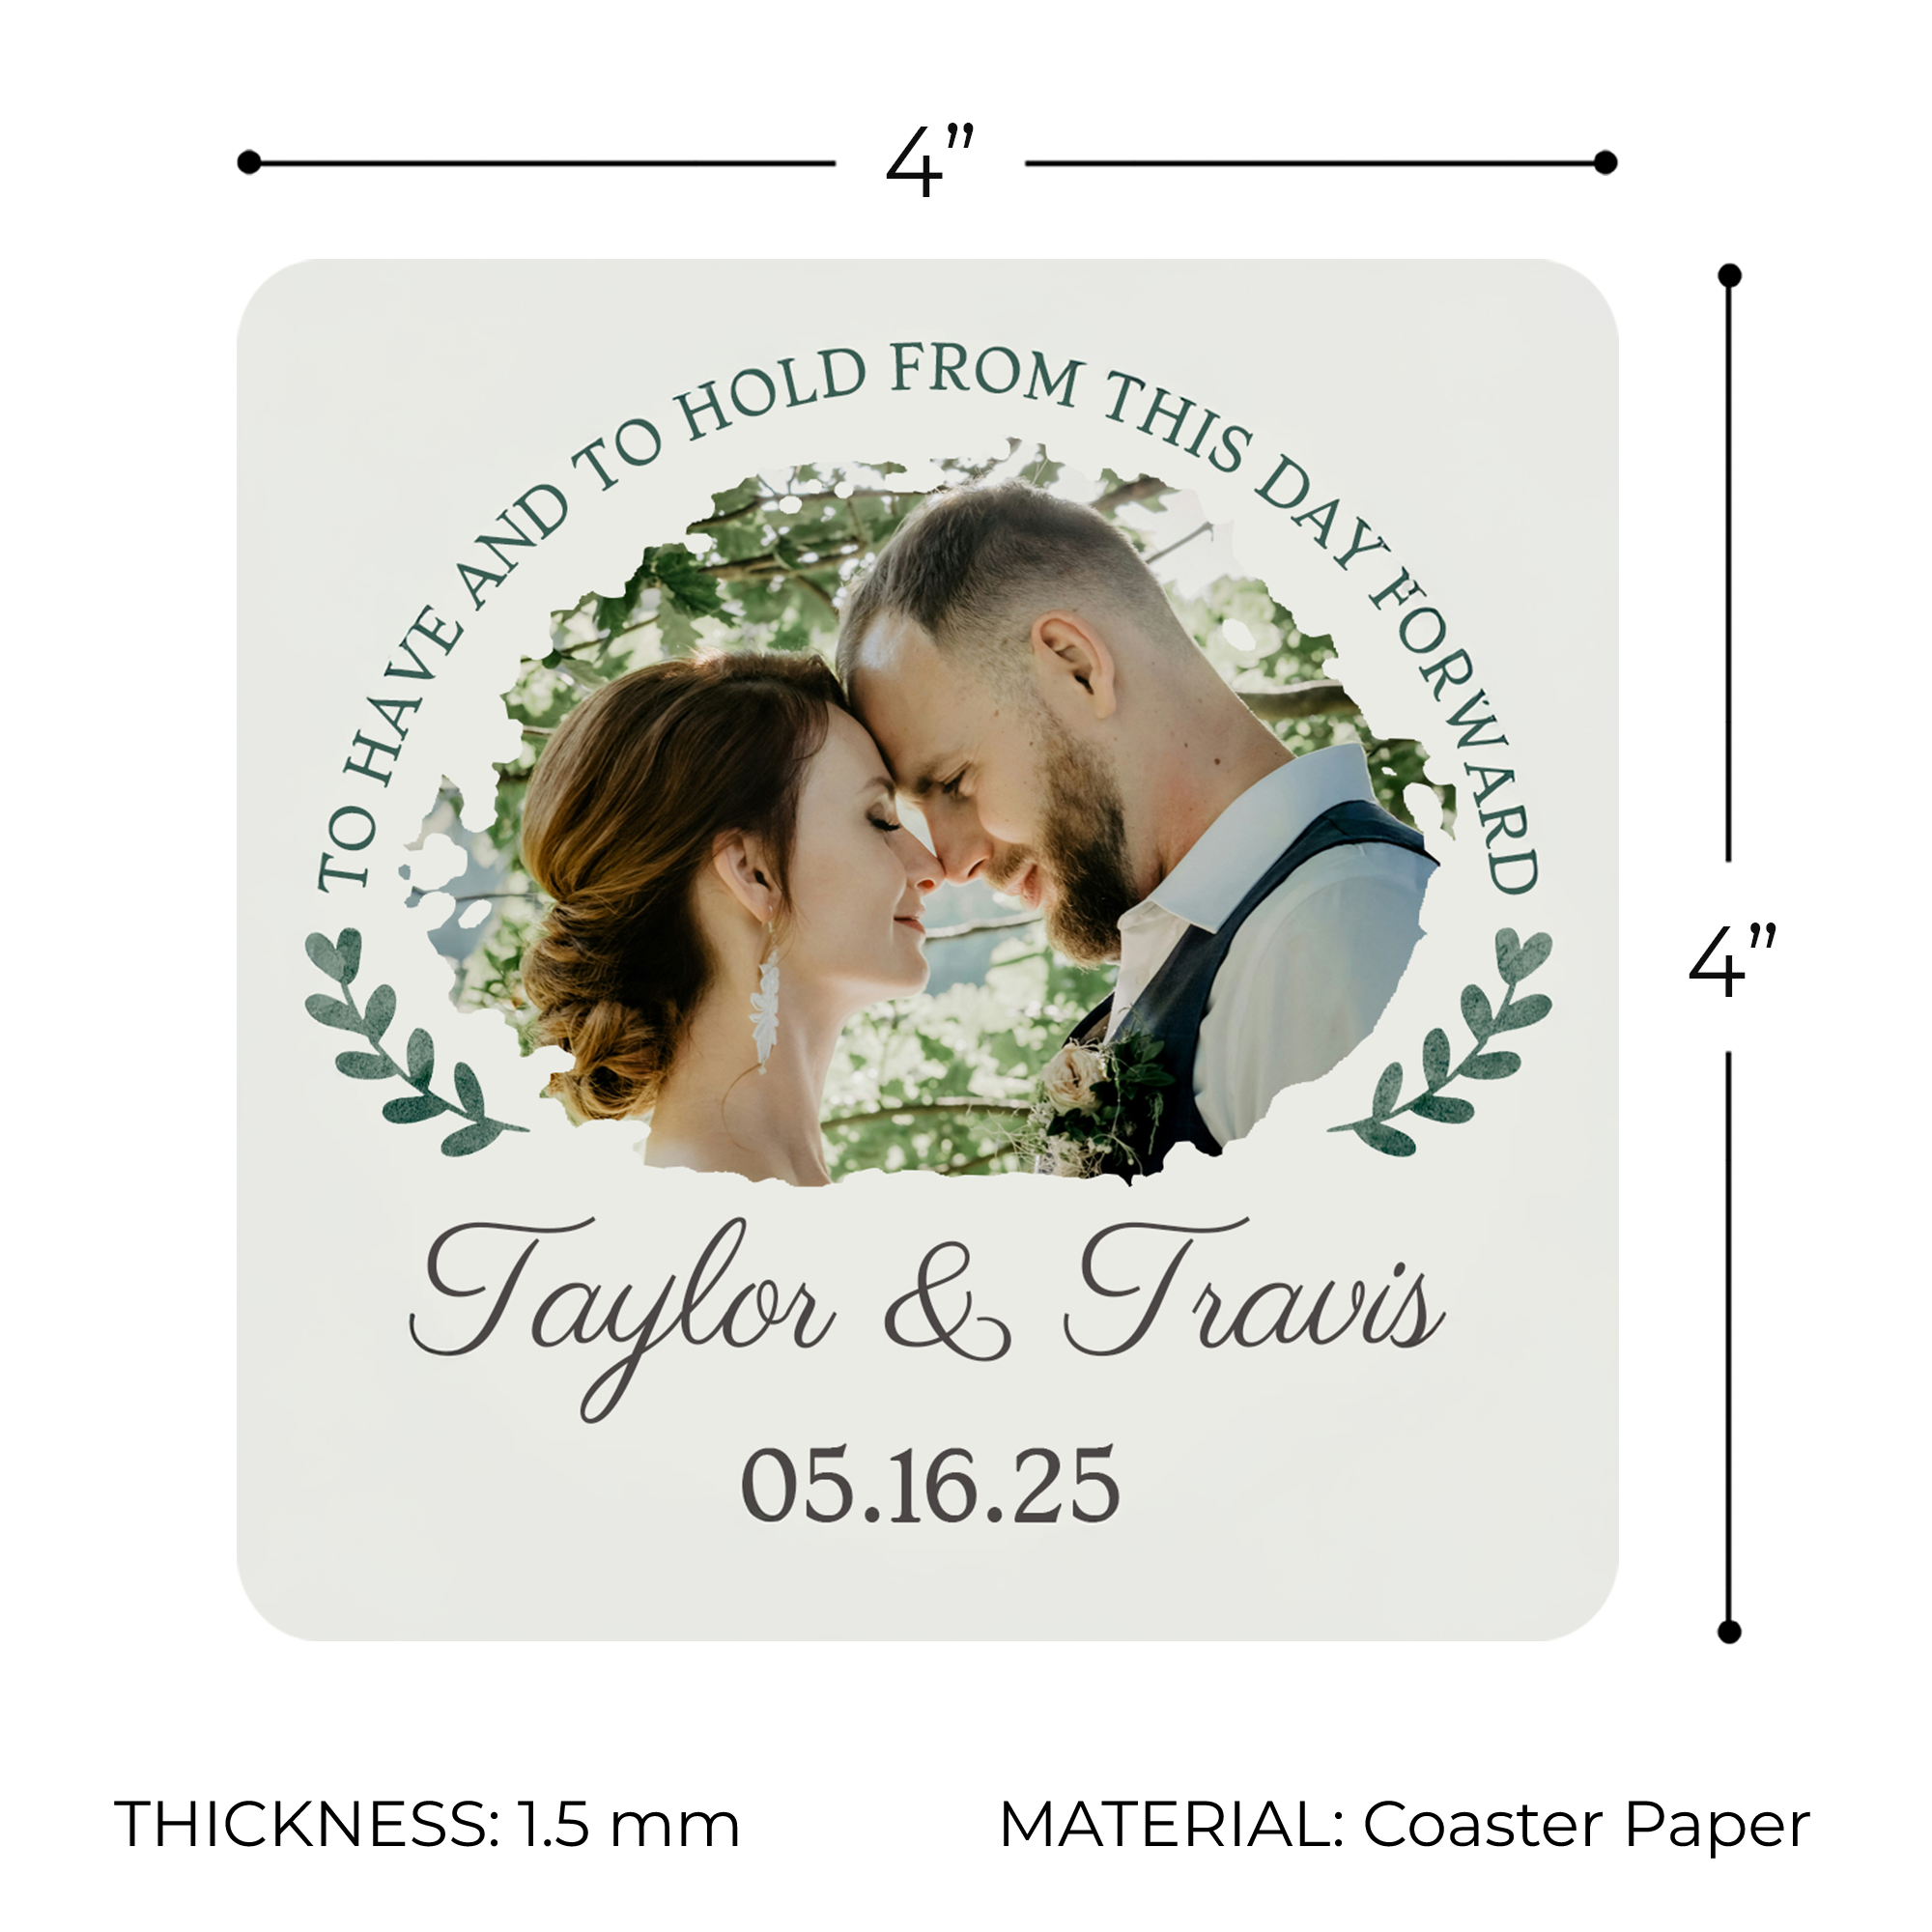 4”
TO HAVE AND TO HOLD FROM THIS DAY FORWARD
4”
Taylor & Travis
05.16.25
THICKNESS: 1.5 mm
MATERIAL: Coaster Paper